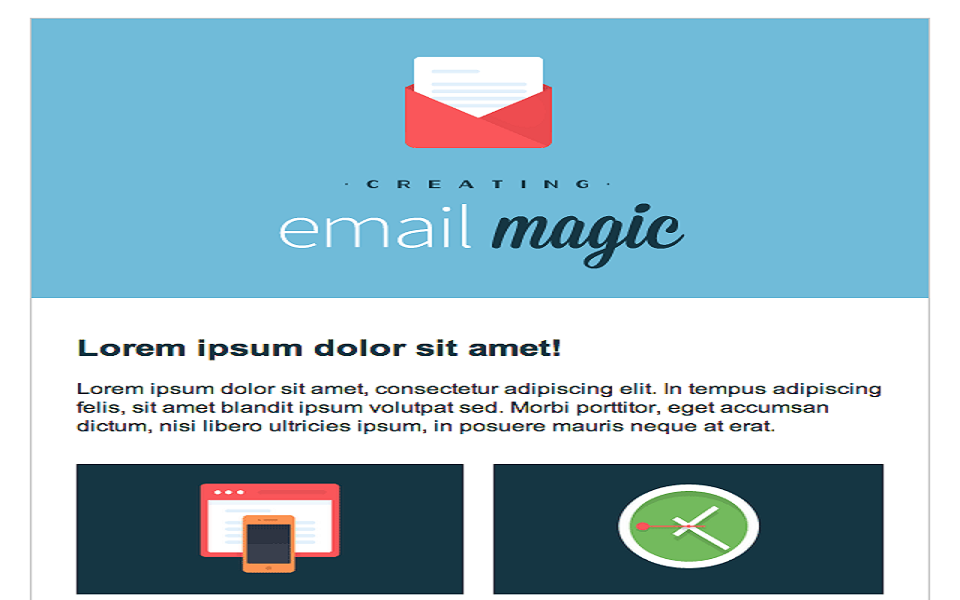 · CREATING ·
email magic
Lorem ipsum dolor sit amet!
Lorem ipsum dolor sit amet, consectetur adipiscing elit. In tempus adipiscing
felis, sit amet blandit ipsum volutpat sed. Morbi porttitor, eget accumsan
dictum, nisi libero ultricies ipsum, in posuere mauris neque at erat.